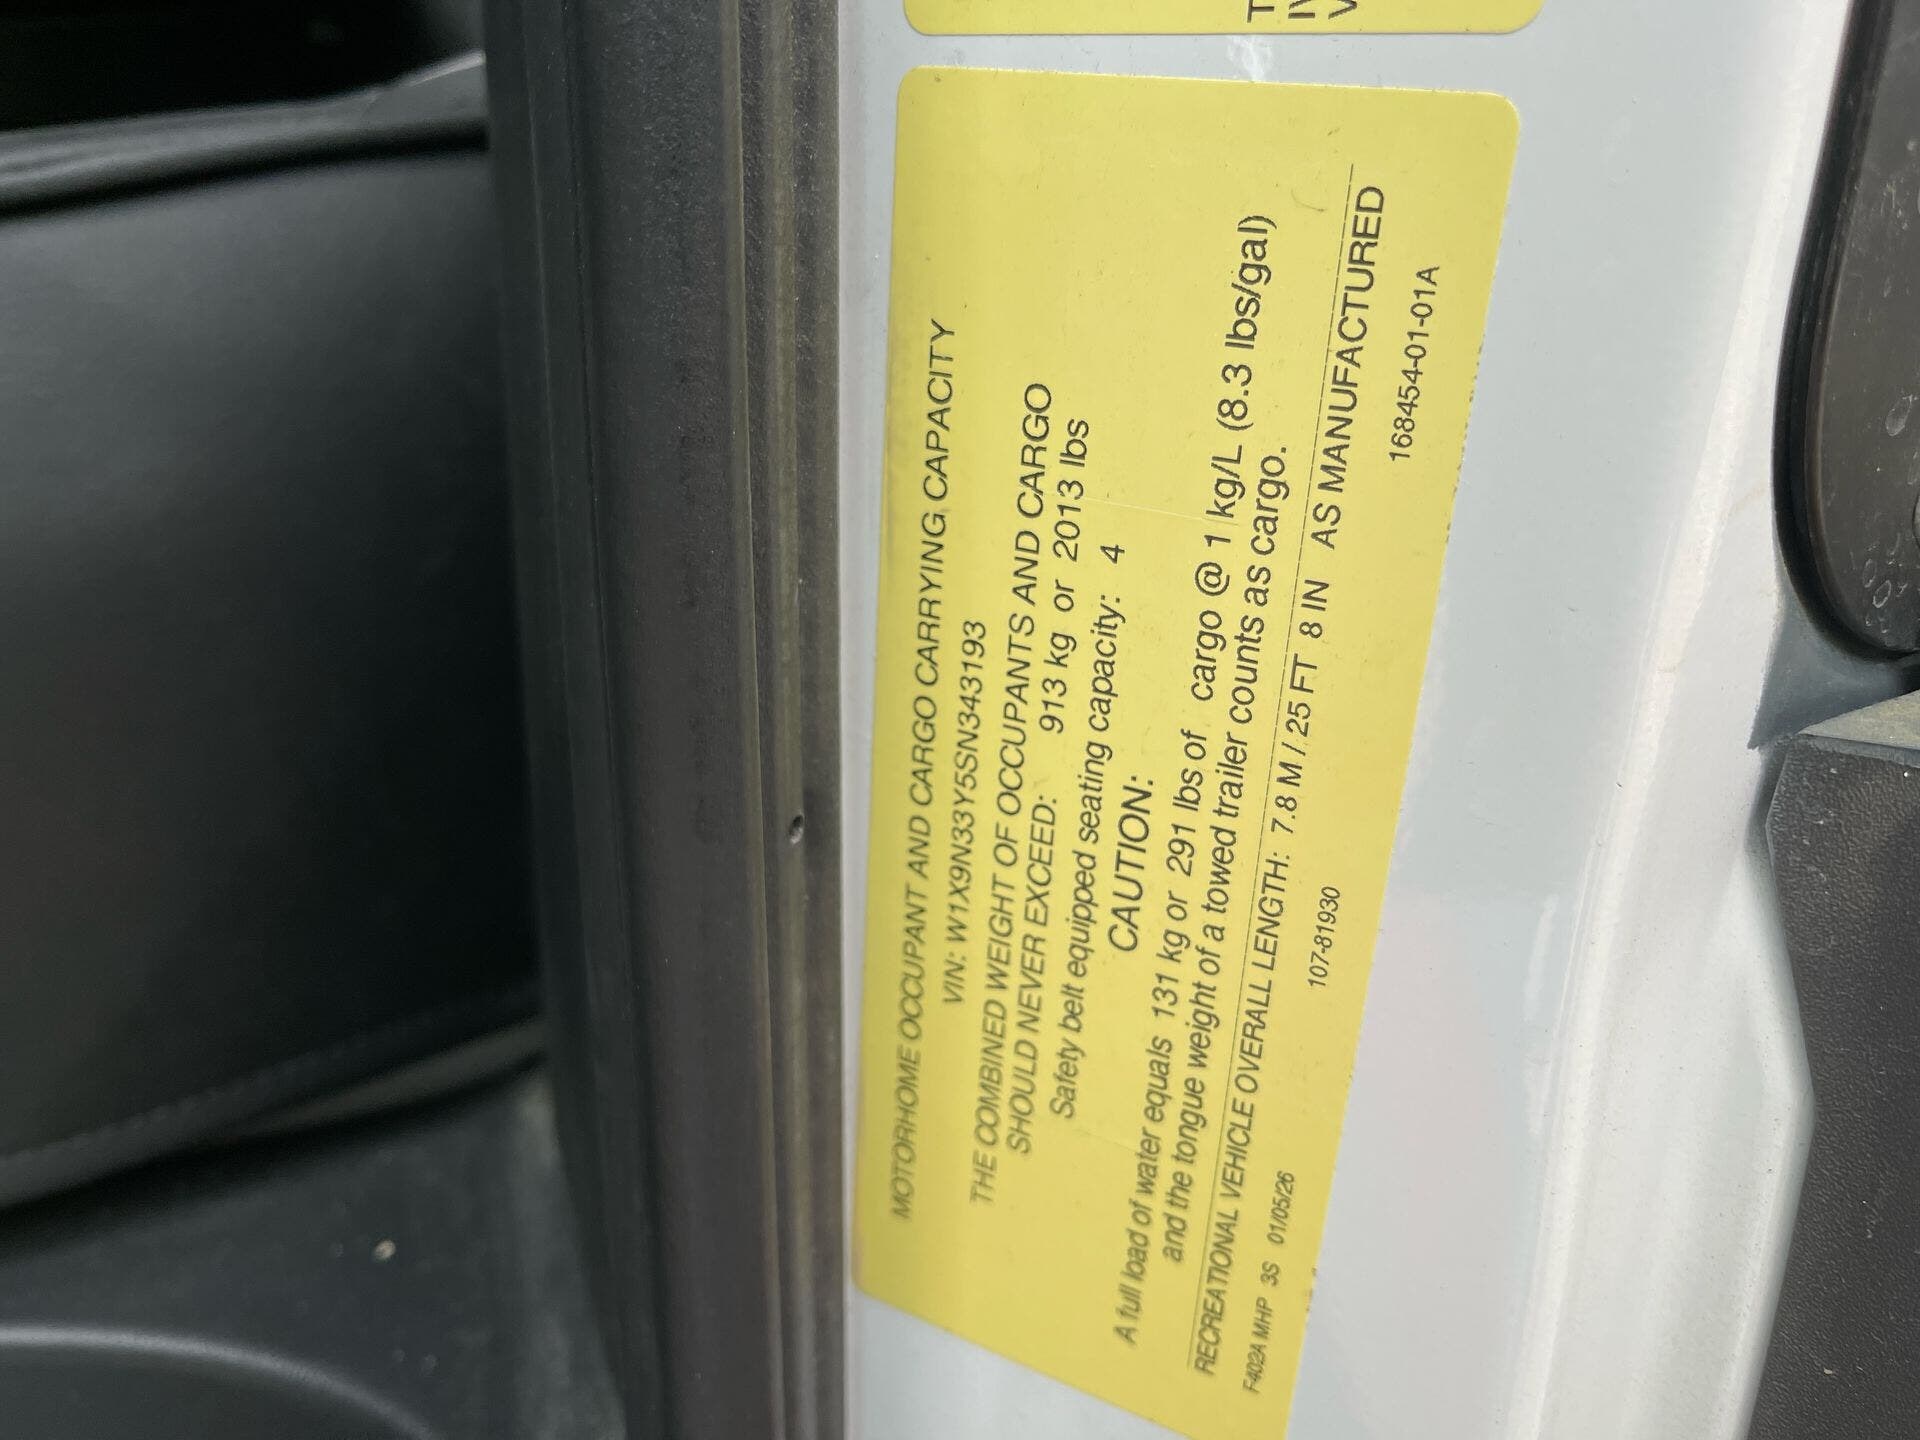 MOTORHOME OCCUPANT AND CARGO CARRYING CAPACITY
VIN: W1X9N33Y5SN343193
THE COMBINED WEIGHT OF OCCUPANTS AND CARGO
SHOULD NEVER EXCEED: 913 kg or 2013 lbs
Safety belt equipped seating capacity: 4
CAUTION:
A full load of water equals 131 kg or 291 lbs of cargo @ 1 kg/L (8.3 lbs/gal)
and the tongue weight of a towed trailer counts as cargo.
RECREATIONAL VEHICLE OVERALL LENGTH: 7.8 M / 25 FT 8 IN AS MANUFACTURED
F402A MHP 3S 01/05/26 107-81930 168454-01-01A